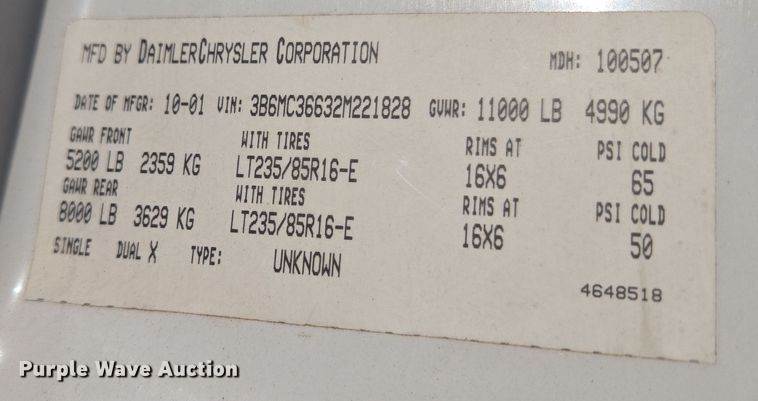 MFD BY DAIMLERCHRYSLER CORPORATION MDH: 100507
DATE OF MFGR: 10-01 VIN: 3B6MC36632M221828 GVWR: 11000 LB 4990 KG
GAWR FRONT WITH TIRES RIMS AT PSI COLD
5200 LB 2359 KG LT235/85R16-E 16X6 65
GAWR REAR WITH TIRES RIMS AT PSI COLD
8000 LB 3629 KG LT235/85R16-E 16X6 50
SINGLE DUAL X TYPE: UNKNOWN
4648518
Purple Wave Auction